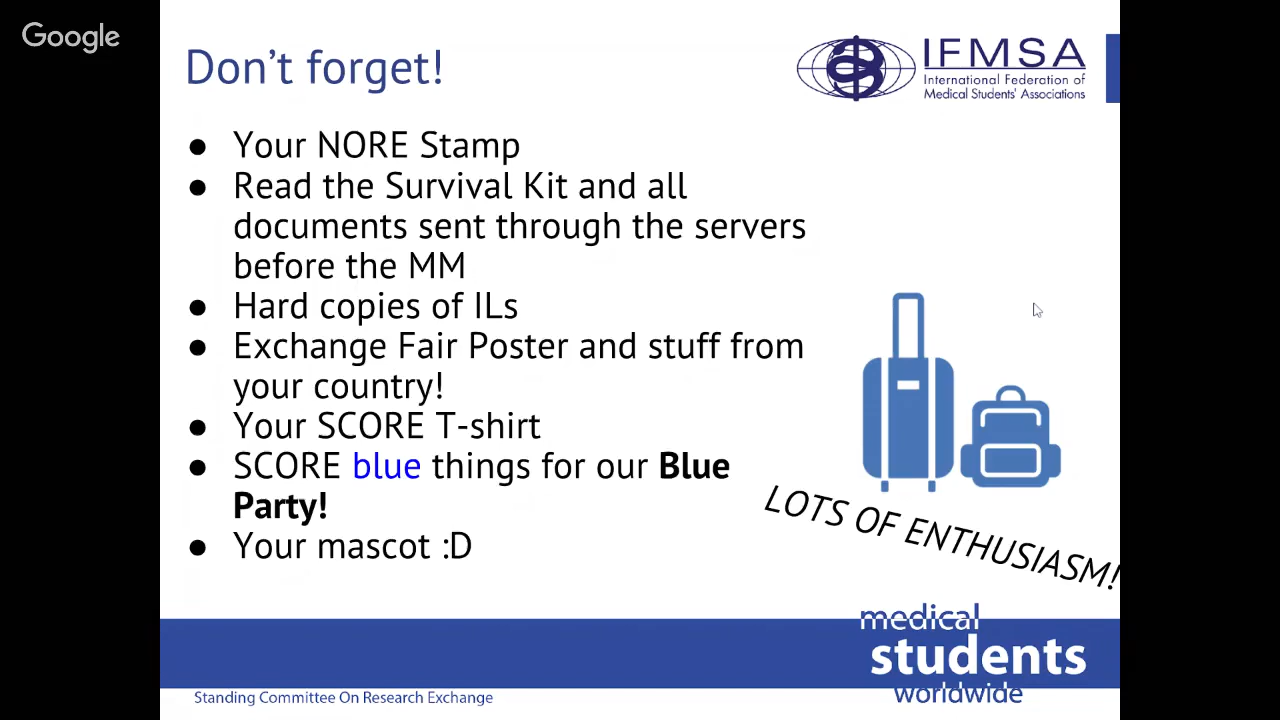 Google
Don't forget!
IFMSA
International Federation of
Medical Students' Associations
● Your NORE Stamp
● Read the Survival Kit and all
documents sent through the servers
before the MM
● Hard copies of ILs
● Exchange Fair Poster and stuff from
your country!
● Your SCORE T-shirt
● SCORE blue things for our Blue
Party!
● Your mascot :D
LOTS OF ENTHUSIASM!
medical
students
worldwide
Standing Committee On Research Exchange